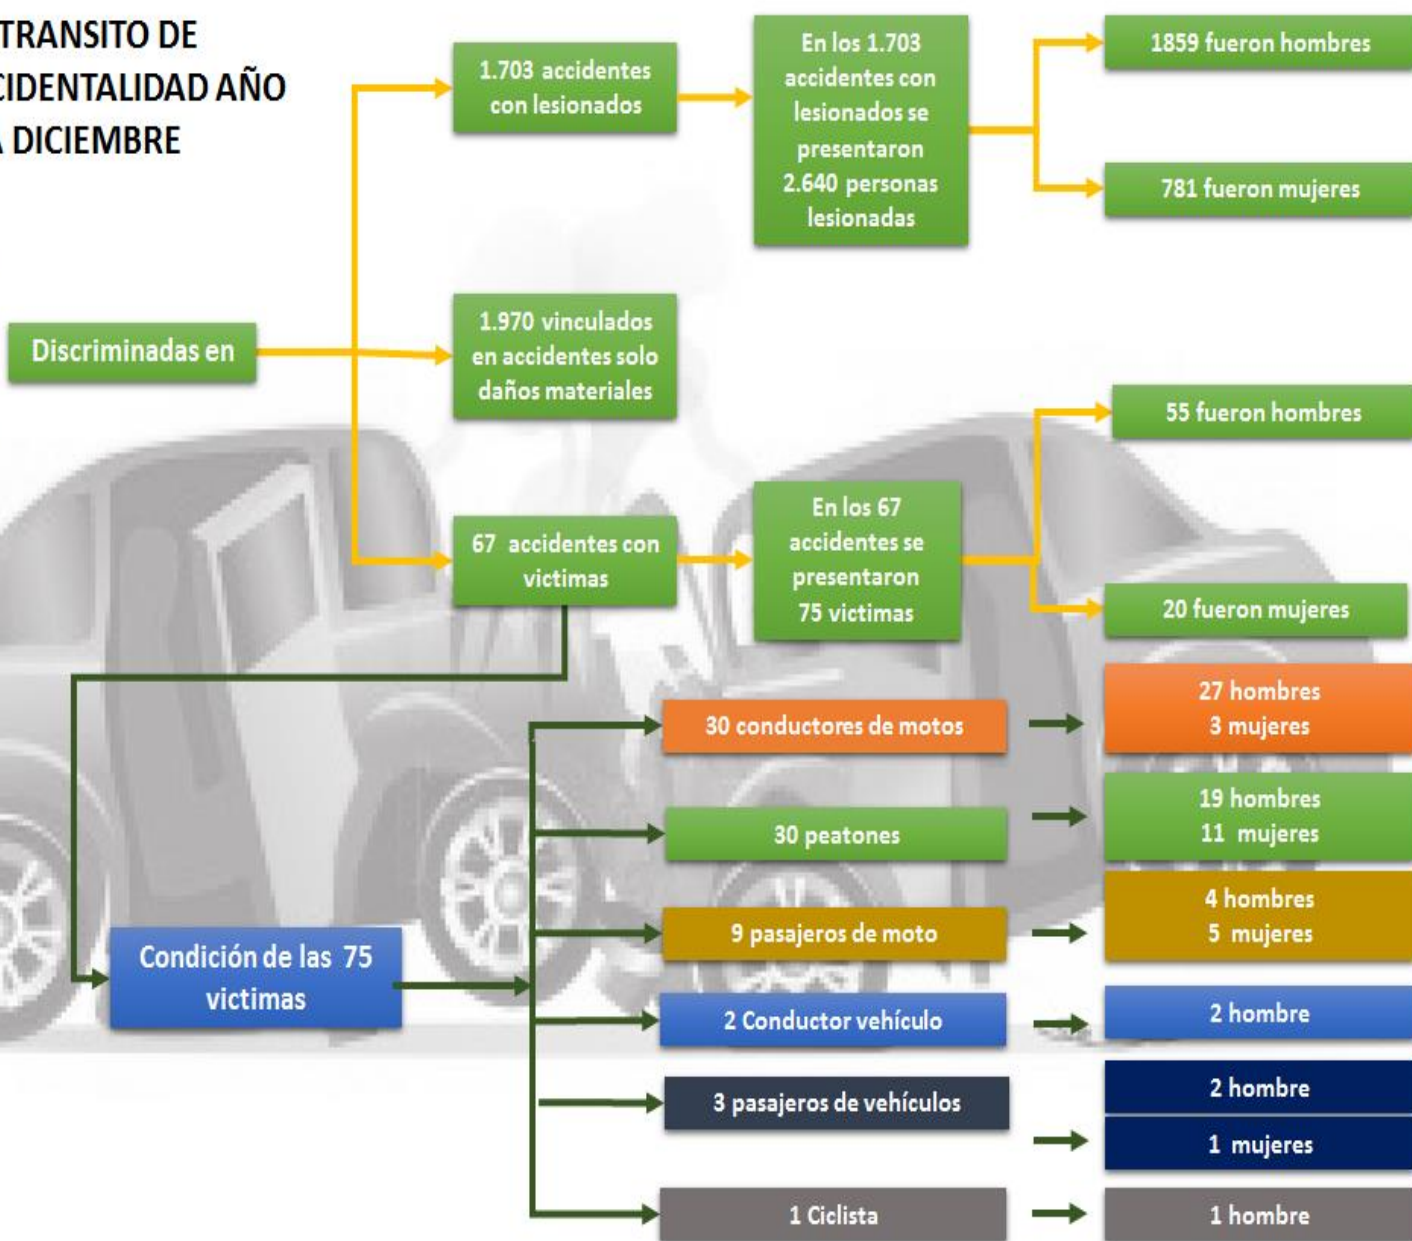 TRANSITO DE
CIDENTALIDAD AÑO
A DICIEMBRE
Discriminadas en
1.703 accidentes
con lesionados
En los 1.703
accidentes con
lesionados se
presentaron
2.640 personas
lesionadas
1859 fueron hombres
781 fueron mujeres
1.970 vinculados
en accidentes solo
daños materiales
67 accidentes con
victimas
En los 67
accidentes se
presentaron
75 victimas
55 fueron hombres
20 fueron mujeres
Condición de las 75
victimas
30 conductores de motos
27 hombres
3 mujeres
30 peatones
19 hombres
11 mujeres
9 pasajeros de moto
4 hombres
5 mujeres
2 Conductor vehículo
2 hombre
3 pasajeros de vehículos
2 hombre
1 mujeres
1 Ciclista
1 hombre